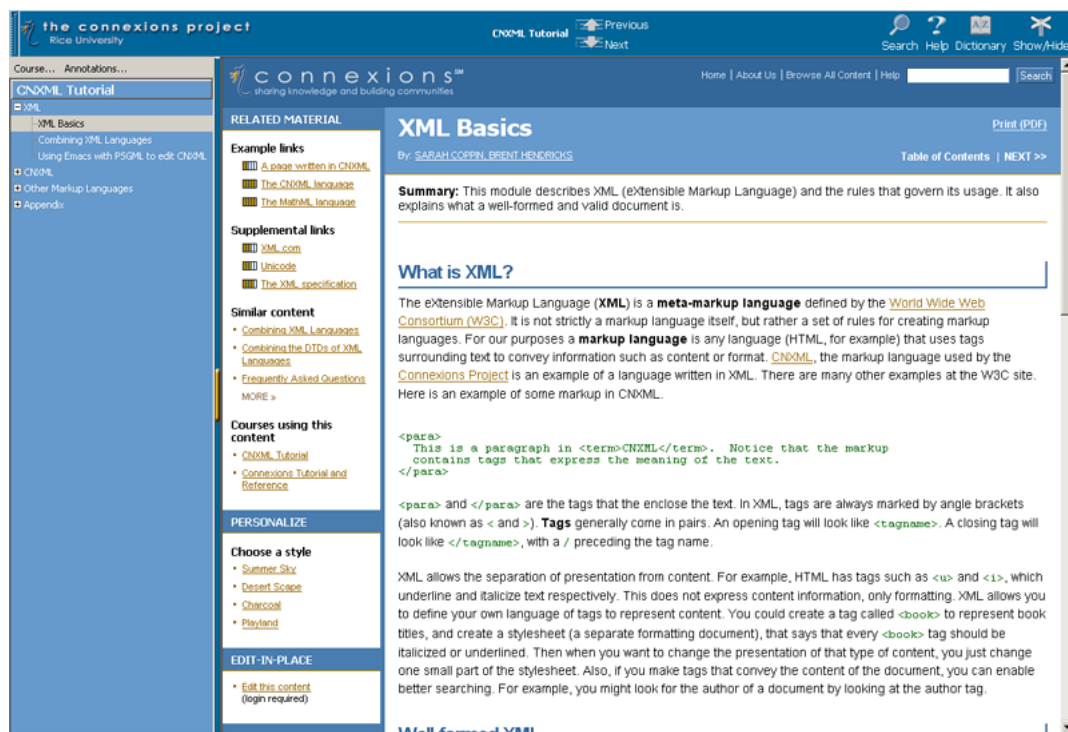 the connexions project
Rice University
CNXML Tutorial
Previous
Next
Search Help Dictionary Show/Hide
Course... Annotations...
CNXML Tutorial
XML
XML Basics
Combining XML Languages
Using Emacs with PSGML to edit CNXML
CNXML
Other Markup Languages
Appendix
connexions℠
sharing knowledge and building communities
Home | About Us | Browse All Content | Help
Search
RELATED MATERIAL
Example links
A page written in CNXML
The CNXML language
The MathML language
Supplemental links
XML.com
Unicode
The XML specification
Similar content
• Combining XML Languages
• Combining the DTDs of XML
Languages
• Frequently Asked Questions
MORE »
Courses using this
content
• CNXML Tutorial
• Connexions Tutorial and
Reference
PERSONALIZE
Choose a style
• Summer Sky
• Desert Scape
• Charcoal
• Playland
EDIT-IN-PLACE
• Edit this content
(login required)
XML Basics
Print (PDF)
By: SARAH COPPIN, BRENT HENDRICKS
Table of Contents | NEXT >>
Summary: This module describes XML (eXtensible Markup Language) and the rules that govern its usage. It also
explains what a well-formed and valid document is.
What is XML?
The eXtensible Markup Language (XML) is a meta-markup language defined by the World Wide Web
Consortium (W3C). It is not strictly a markup language itself, but rather a set of rules for creating markup
languages. For our purposes a markup language is any language (HTML, for example) that uses tags
surrounding text to convey information such as content or format. CNXML, the markup language used by the
Connexions Project is an example of a language written in XML. There are many other examples at the W3C site.
Here is an example of some markup in CNXML.
<para>
This is a paragraph in <term>CNXML</term>. Notice that the markup
contains tags that express the meaning of the text.
</para>
<para> and </para> are the tags that the enclose the text. In XML, tags are always marked by angle brackets
(also known as < and >). Tags generally come in pairs. An opening tag will look like <tagname>. A closing tag will
look like </tagname>, with a / preceding the tag name.
XML allows the separation of presentation from content. For example, HTML has tags such as <u> and <i>, which
underline and italicize text respectively. This does not express content information, only formatting. XML allows you
to define your own language of tags to represent content. You could create a tag called <book> to represent book
titles, and create a stylesheet (a separate formatting document), that says that every <book> tag should be
italicized or underlined. Then when you want to change the presentation of that type of content, you just change
one small part of the stylesheet. Also, if you make tags that convey the content of the document, you can enable
better searching. For example, you might look for the author of a document by looking at the author tag.
Well-formed XML